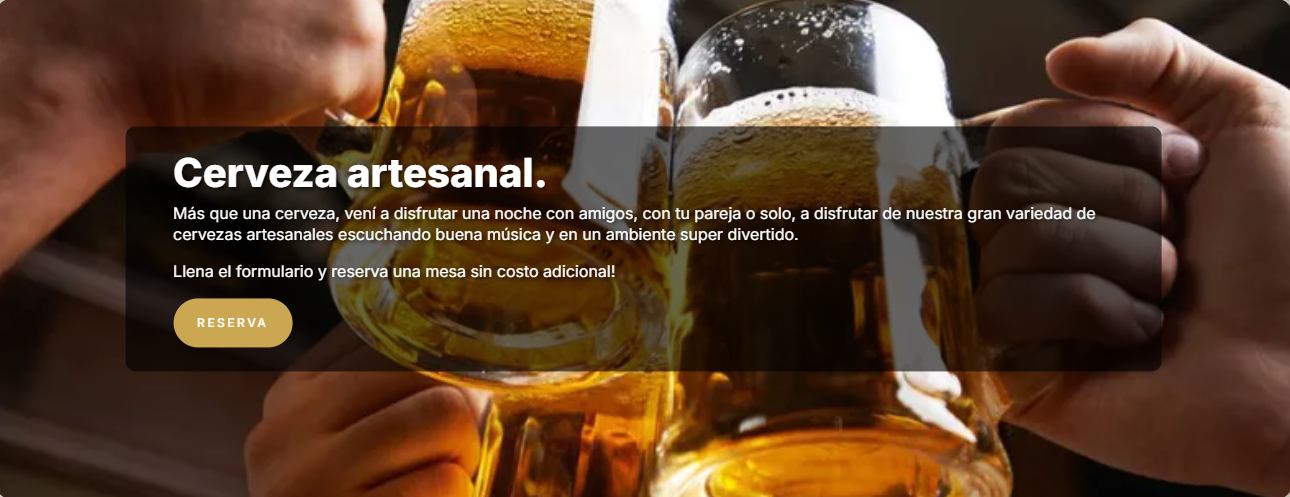 Cerveza artesanal.
Más que una cerveza, vení a disfrutar una noche con amigos, con tu pareja o solo, a disfrutar de nuestra gran variedad de
cervezas artesanales escuchando buena música y en un ambiente super divertido.
Llena el formulario y reserva una mesa sin costo adicional!
RESERVA